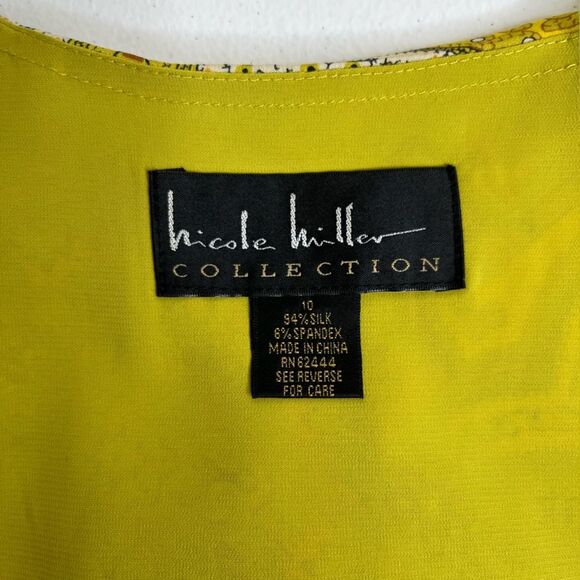 nicole miller
COLLECTION
10
94% SILK
6% SPANDEX
MADE IN CHINA
RN 62444
SEE REVERSE
FOR CARE